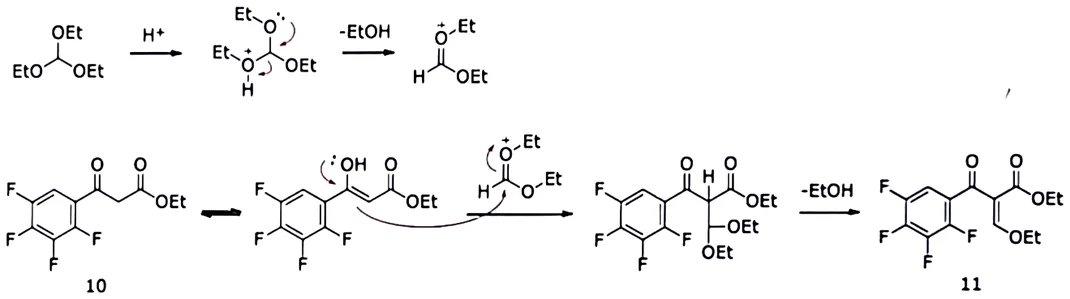 OEt
EtO OEt
H+
Et O: Et O+ H OEt
-EtOH
O+ Et H OEt
F F F F O O OEt
10
F F F F :OH O OEt
H O+ Et O Et
F F F F O H O OEt OEt OEt
-EtOH
F F F F O O OEt OEt
11